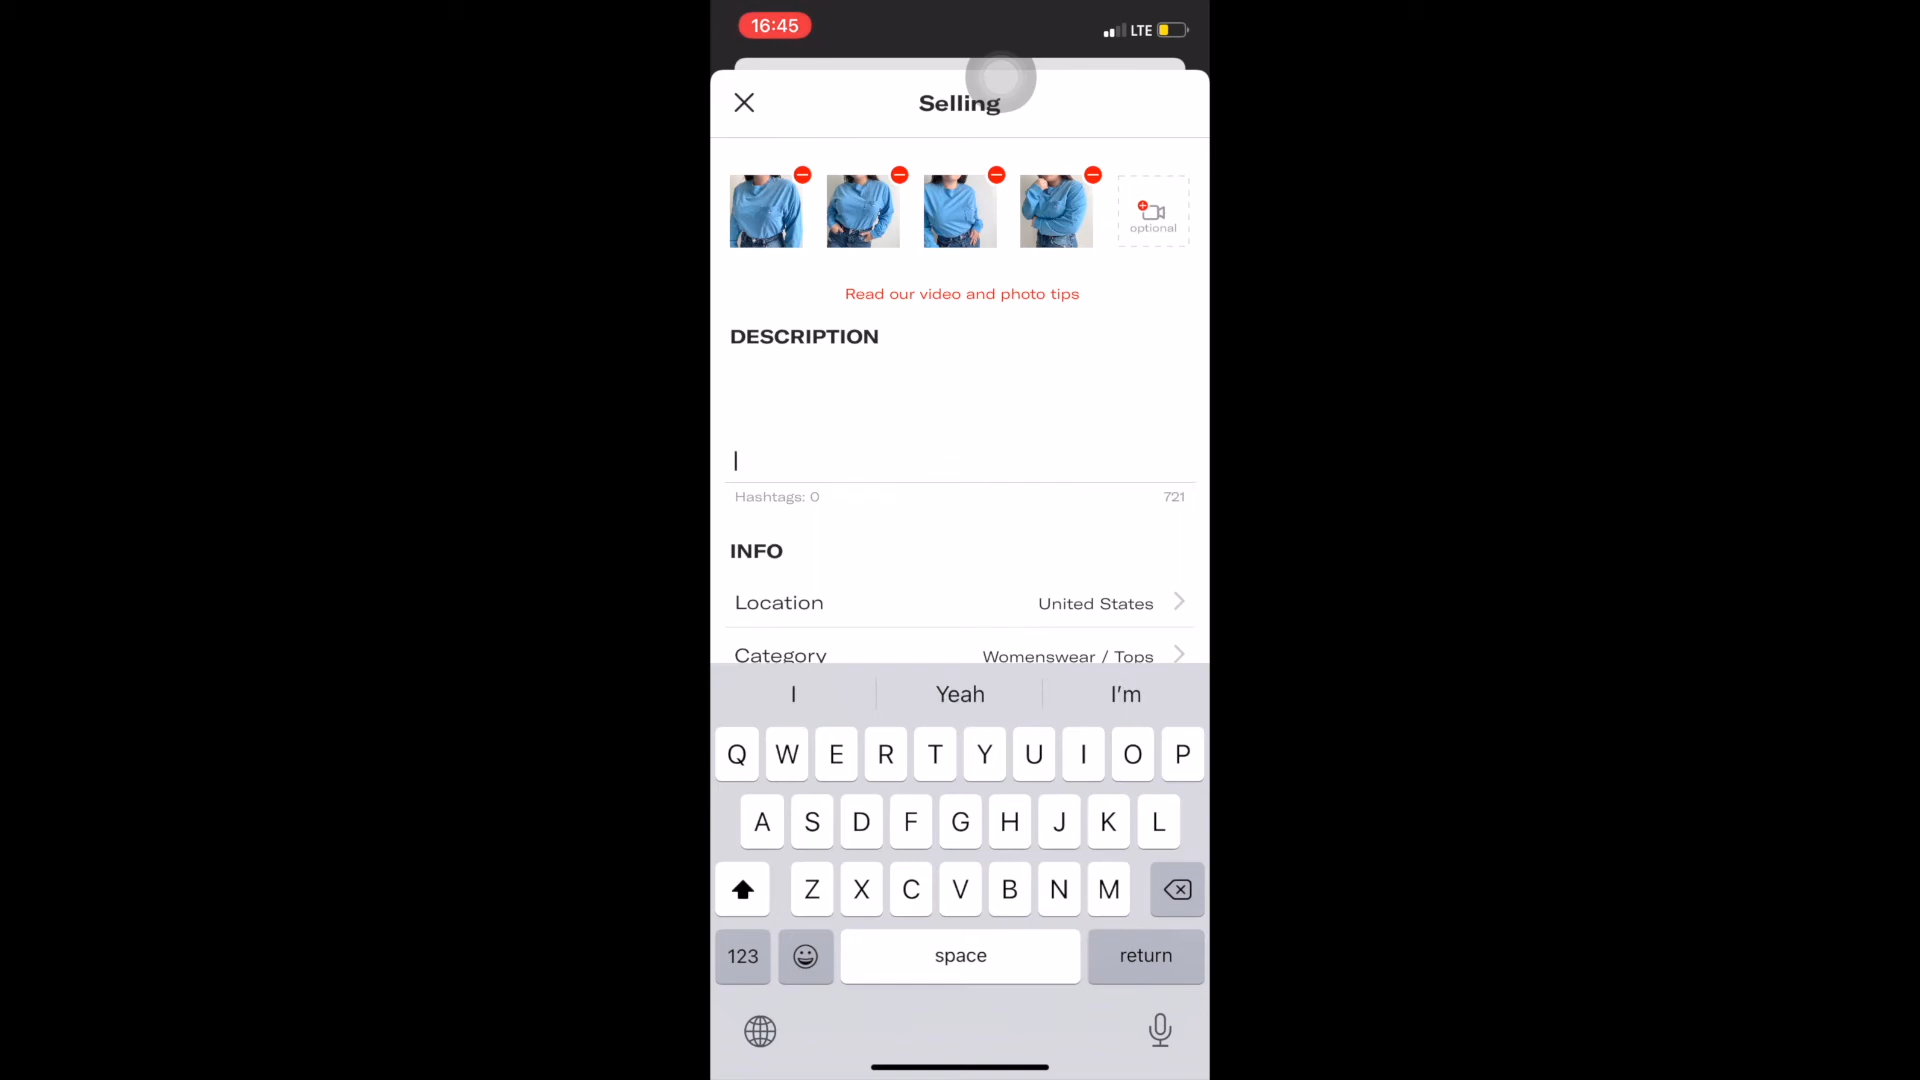 16:45
LTE
Selling
optional
Read our video and photo tips
DESCRIPTION
Hashtags: 0 721
INFO
Location United States
Category Womenswear / Tops
I Yeah I'm
Q W E R T Y U I O P
A S D F G H J K L
Z X C V B N M
123 space return